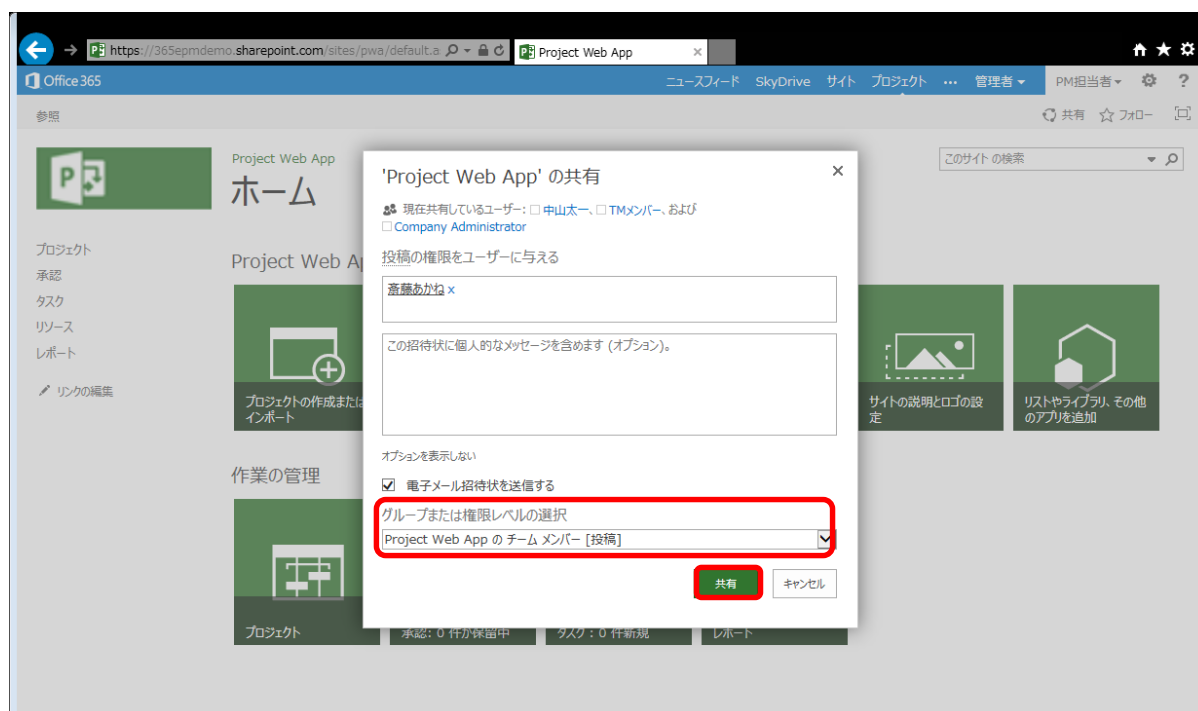 https://365epmdemo.sharepoint.com/sites/pwa/default.a
Project Web App
Office 365
ニュースフィード SkyDrive サイト プロジェクト ... 管理者 PM担当者 ?
参照
共有 フォロー
Project Web App
ホーム
このサイト の検索
プロジェクト
承認
タスク
リソース
レポート
リンクの編集
Project Web A
プロジェクトの作成または
インポート
サイトの説明とロゴの設
定
リストやライブラリ、その他
のアプリを追加
作業の管理
プロジェクト
承認: 0 件が保留中
タスク : 0 件新規
レポート
'Project Web App' の共有
現在共有しているユーザー: 中山太一、 TMメンバー、および
Company Administrator
投稿の権限をユーザーに与える
斎藤あかね x
この招待状に個人的なメッセージを含めます (オプション)。
オプションを表示しない
電子メール招待状を送信する
グループまたは権限レベルの選択
Project Web App の チーム メンバー [投稿]
共有 キャンセル